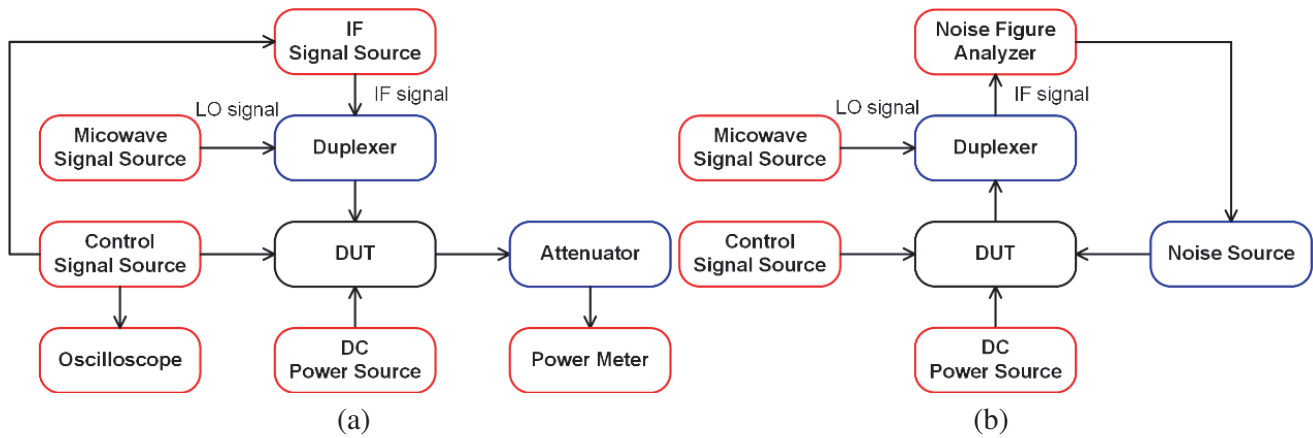 IF
Signal Source
IF signal
LO signal
Micowave
Signal Source
Duplexer
Control
Signal Source
DUT
Attenuator
Oscilloscope
DC
Power Source
Power Meter
(a)
Noise Figure
Analyzer
IF signal
LO signal
Micowave
Signal Source
Duplexer
Control
Signal Source
DUT
Noise Source
DC
Power Source
(b)